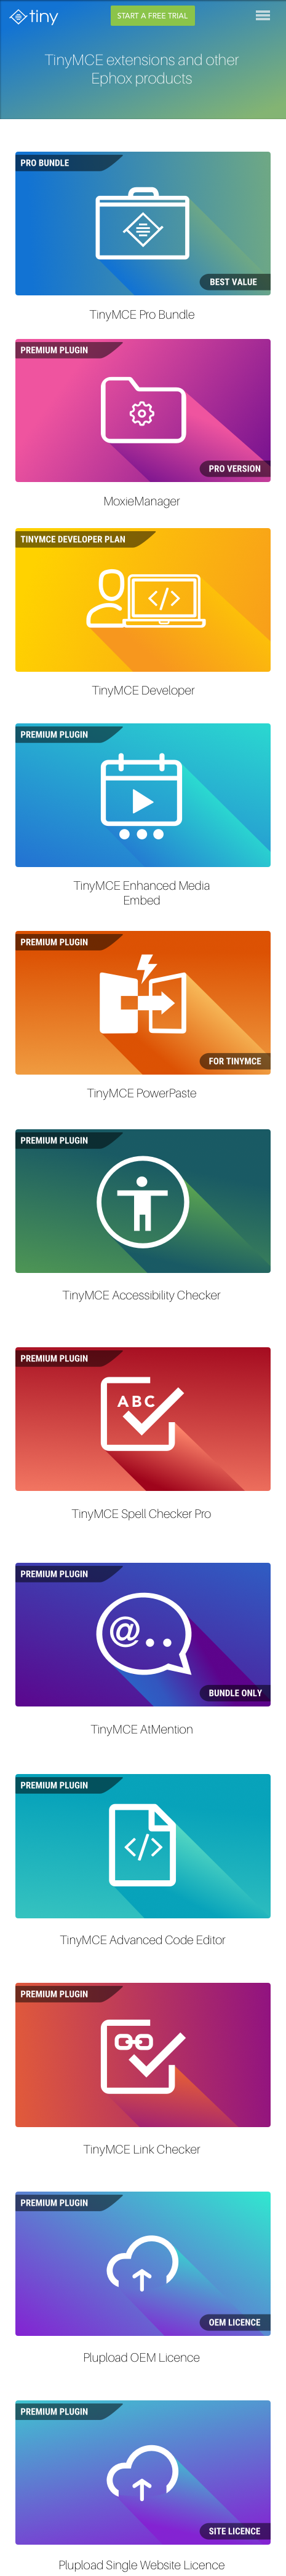 tiny
START A FREE TRIAL
TinyMCE extensions and other
Ephox products
PRO BUNDLE
BEST VALUE
TinyMCE Pro Bundle
PREMIUM PLUGIN
PRO VERSION
MoxieManager
TINYMCE DEVELOPER PLAN
</>
TinyMCE Developer
PREMIUM PLUGIN
TinyMCE Enhanced Media
Embed
PREMIUM PLUGIN
FOR TINYMCE
TinyMCE PowerPaste
PREMIUM PLUGIN
TinyMCE Accessibility Checker
PREMIUM PLUGIN
ABC
TinyMCE Spell Checker Pro
PREMIUM PLUGIN
@..
BUNDLE ONLY
TinyMCE AtMention
PREMIUM PLUGIN
</>
TinyMCE Advanced Code Editor
PREMIUM PLUGIN
TinyMCE Link Checker
PREMIUM PLUGIN
OEM LICENCE
Plupload OEM Licence
PREMIUM PLUGIN
SITE LICENCE
Plupload Single Website Licence